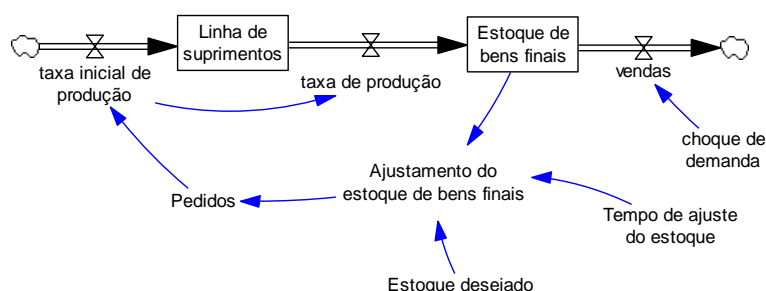 Linha de
suprimentos
Estoque de
bens finais
taxa inicial de
produção
taxa de produção
vendas
choque de
demanda
Ajustamento do
estoque de bens finais
Pedidos
Tempo de ajuste
do estoque
Estoque desejado